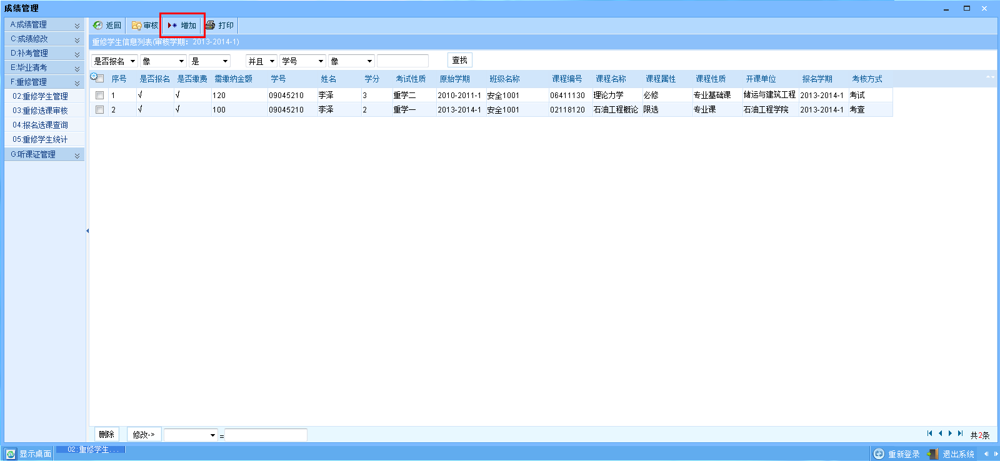 成绩管理
A:成绩管理
C:成绩修改
D:补考管理
E:毕业清考
F:重修管理
02:重修学生管理
03:重修选课审核
04:报名选课查询
05:重修学生统计
G:听课证管理
返回 审核 增加 打印
重修学生信息列表(审核学期：2013-2014-1)
是否报名 像 是 并且 学号 像 查找
序号 是否报名 是否缴费 需缴纳金额 学号 姓名 学分 考试性质 原始学期 班级名称 课程编号 课程名称 课程属性 课程性质 开课单位 报名学期 考核方式
1 √ √ 120 09045210 李泽 3 重学二 2010-2011-1 安全1001 06411130 理论力学 必修 专业基础课 储运与建筑工程 2013-2014-1 考试
2 √ √ 100 09045210 李泽 2 重学一 2013-2014-1 安全1001 02118120 石油工程概论 限选 专业课 石油工程学院 2013-2014-1 考查
删除 修改-> =
共2条
显示桌面 02:重修学生... 重新登录 退出系统